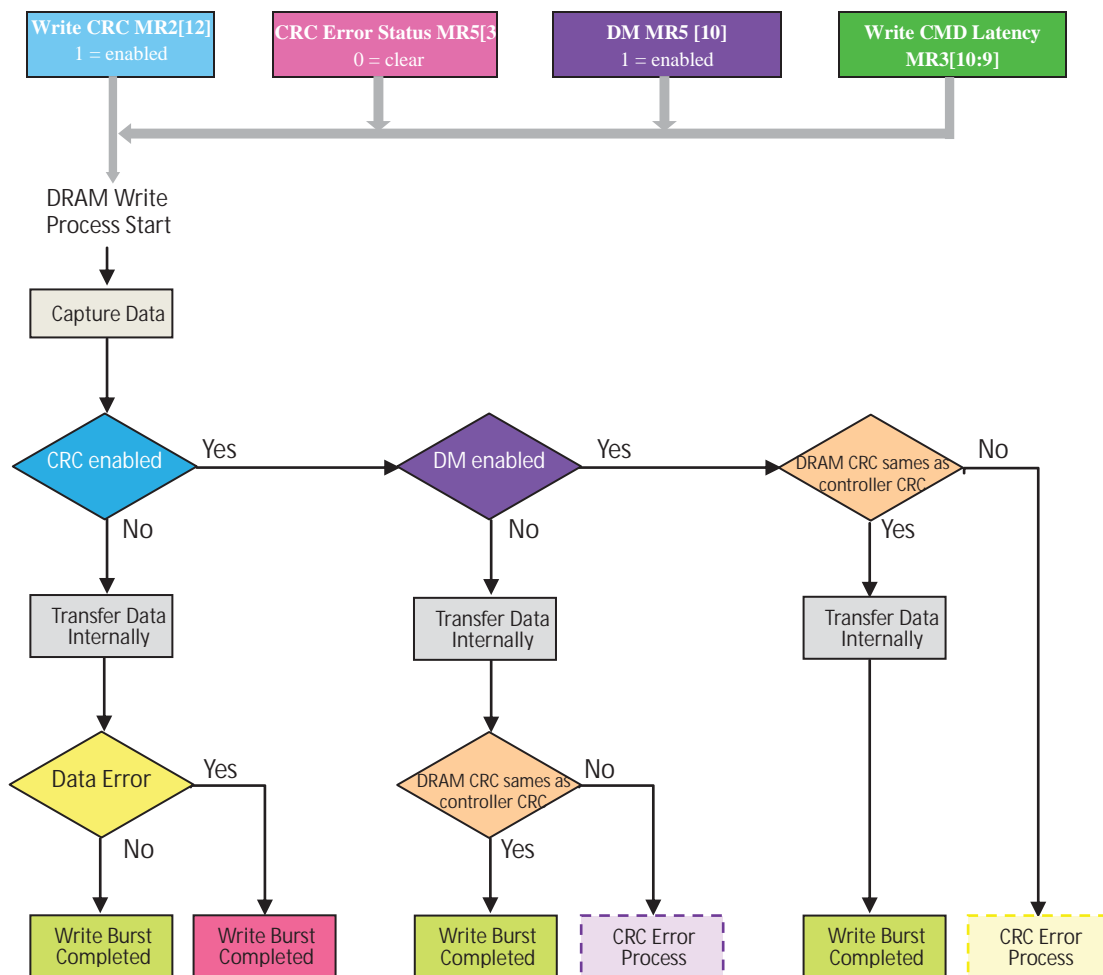 Write CRC MR2[12]
1 = enabled
CRC Error Status MR5[3
0 = clear
DM MR5 [10]
1 = enabled
Write CMD Latency
MR3[10:9]
DRAM Write
Process Start
Capture Data
CRC enabled
Yes
DM enabled
Yes
DRAM CRC sames as
controller CRC
No
No
No
Yes
Transfer Data
Internally
Transfer Data
Internally
Transfer Data
Internally
Data Error
Yes
DRAM CRC sames as
controller CRC
No
No
Yes
Write Burst
Completed
Write Burst
Completed
Write Burst
Completed
CRC Error
Process
Write Burst
Completed
CRC Error
Process